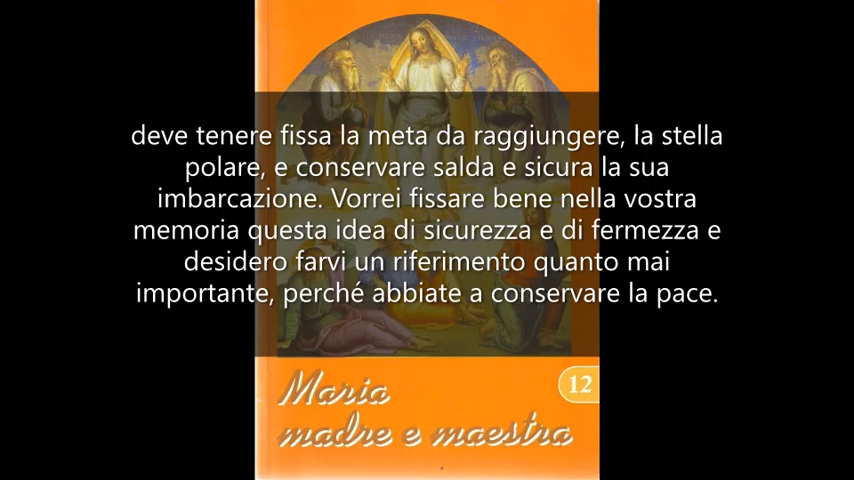 deve tenere fissa la meta da raggiungere, la stella
polare, e conservare salda e sicura la sua
imbarcazione. Vorrei fissare bene nella vostra
memoria questa idea di sicurezza e di fermezza e
desidero farvi un riferimento quanto mai
importante, perché abbiate a conservare la pace.
Maria
12
madre e maestra